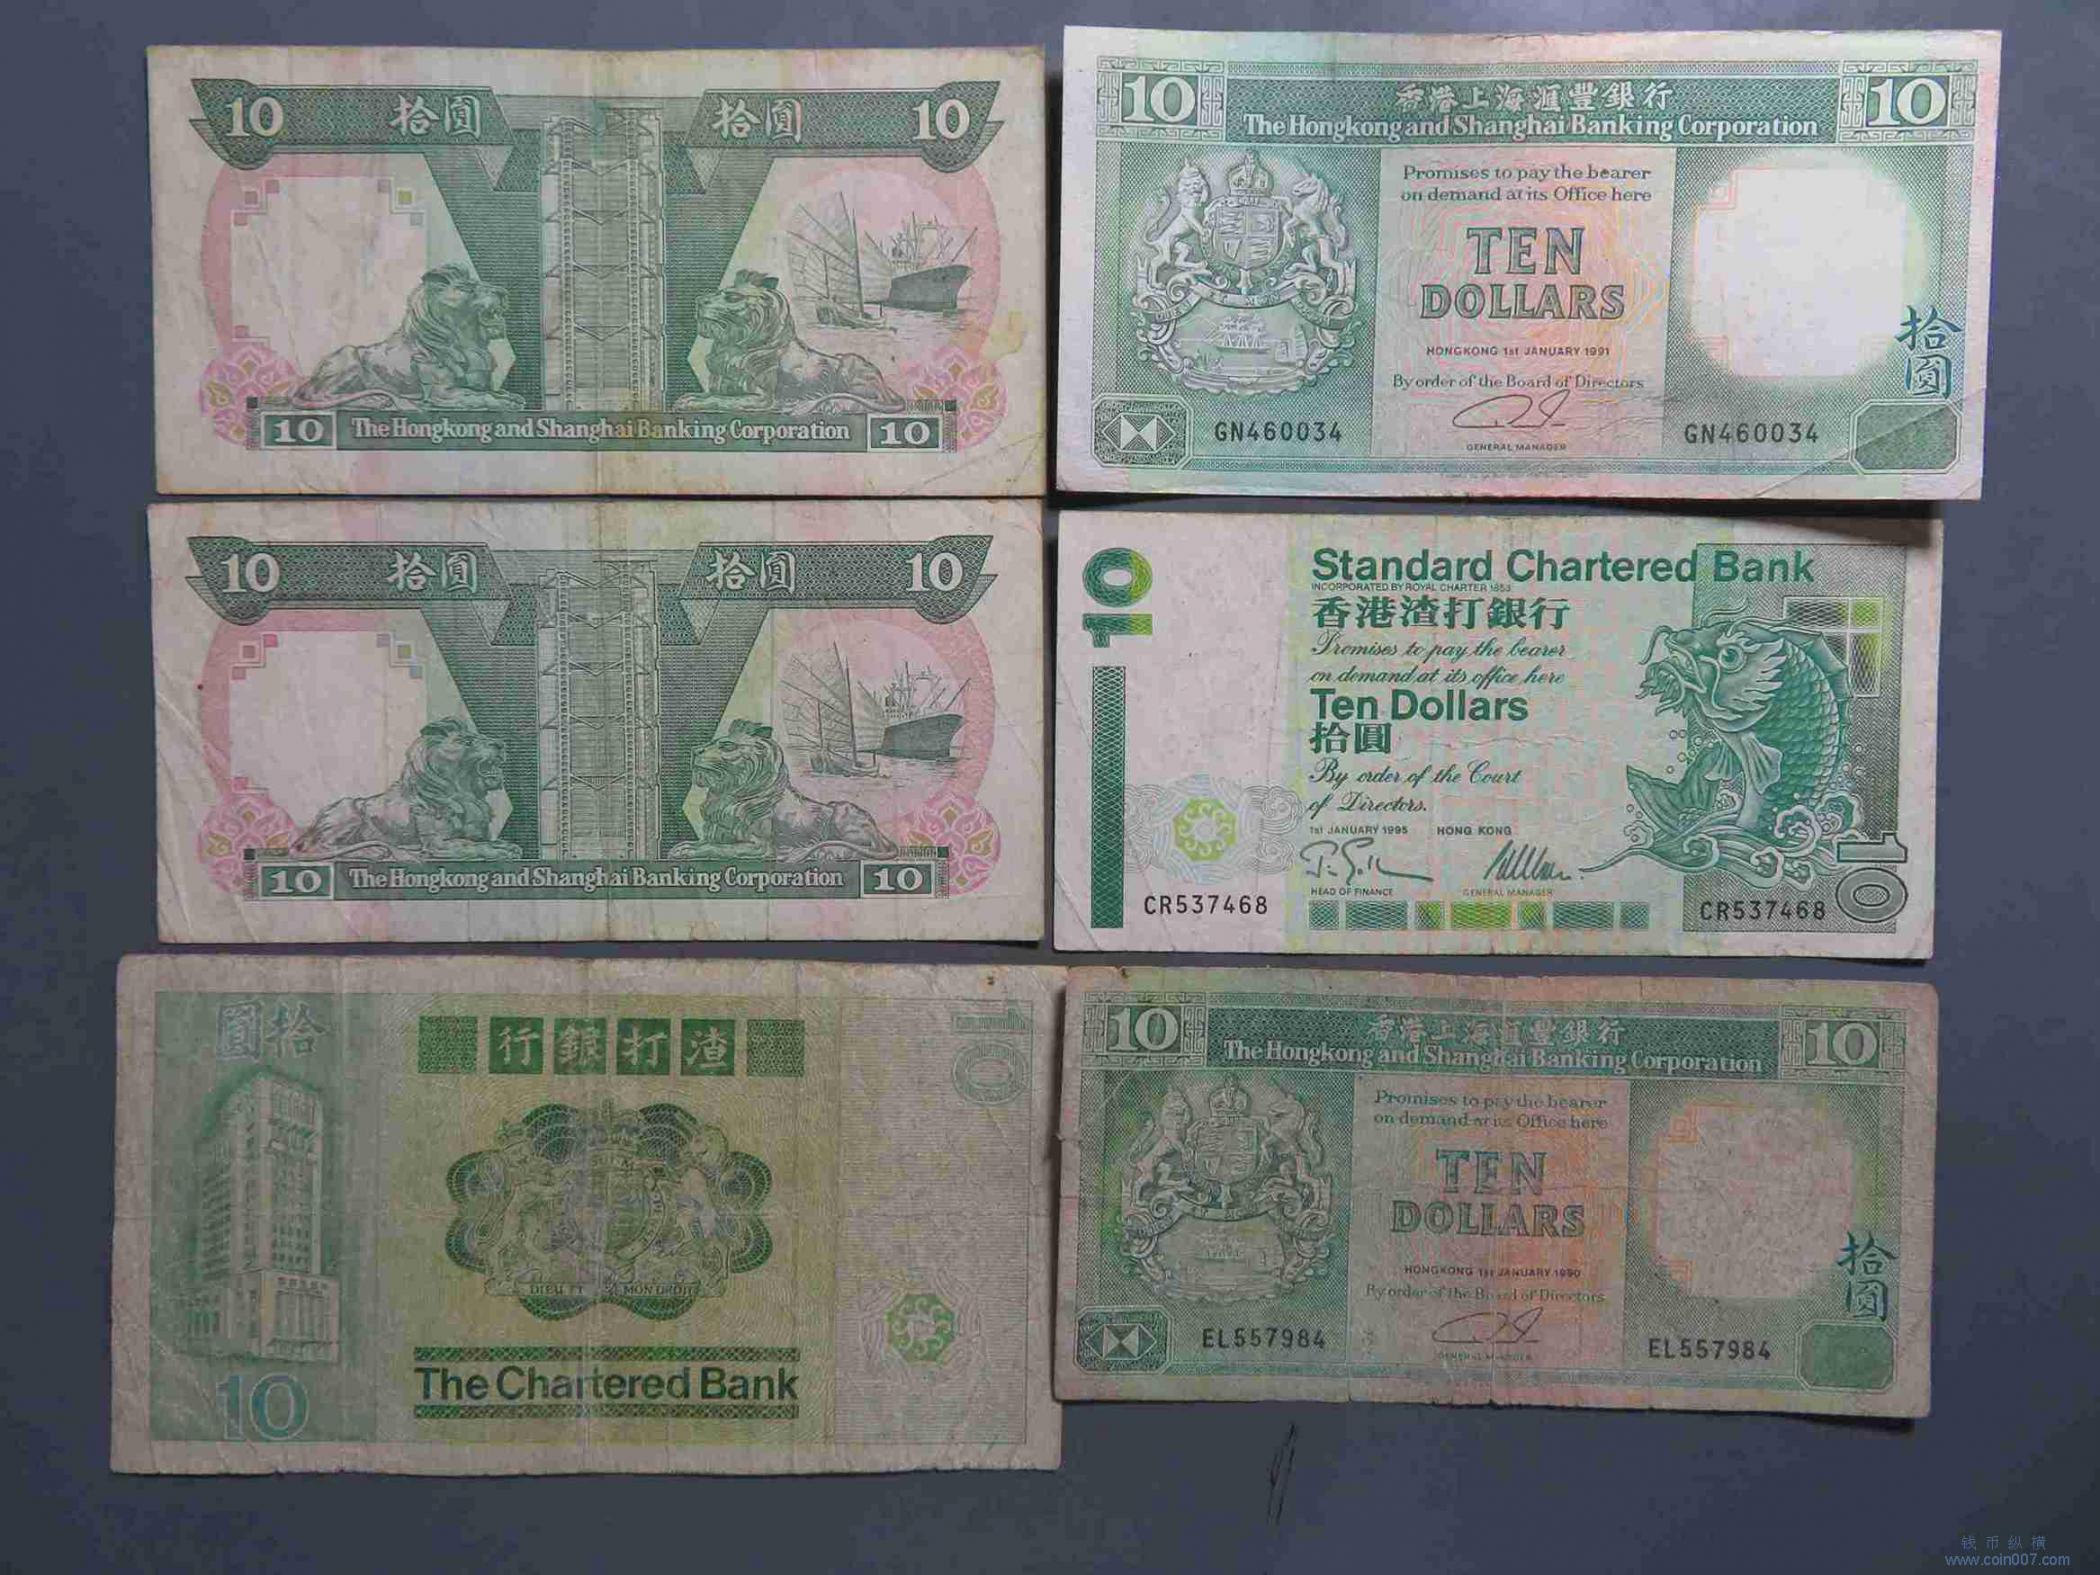 10 拾圓 拾圓 10
10 The Hongkong and Shanghai Banking Corporation 10
10 香港上海滙豐銀行 10
The Hongkong and Shanghai Banking Corporation
Promises to pay the bearer
on demand at its Office here
TEN
DOLLARS
HONGKONG 1st JANUARY 1991
By order of the Board of Directors
拾圓
GENERAL MANAGER
GN460034 GN460034
10 拾圓 拾圓 10
10 The Hongkong and Shanghai Banking Corporation 10
10
Standard Chartered Bank
INCORPORATED BY ROYAL CHARTER 1853
香港渣打銀行
Promises to pay the bearer
on demand at its office here
Ten Dollars
拾圓
By order of the Court
of Directors.
1st JANUARY 1995 HONG KONG
HEAD OF FINANCE GENERAL MANAGER
CR537468 CR537468
10
圓拾
行銀打渣
10
DIEU ET MON DROIT
The Chartered Bank
10
10 香港上海滙豐銀行 10
The Hongkong and Shanghai Banking Corporation
Promises to pay the bearer
on demand at its Office here
TEN
DOLLARS
HONGKONG 1st JANUARY 1990
By order of the Board of Directors
拾圓
EL557984 EL557984
GENERAL MANAGER
钱币纵横
www.coin007.com